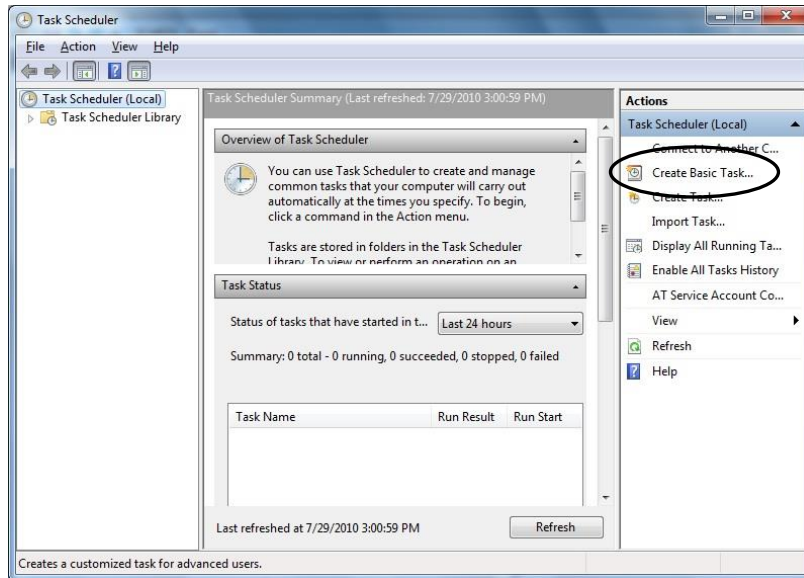 Task Scheduler
File Action View Help
Task Scheduler (Local)
Task Scheduler Library
Task Scheduler Summary (Last refreshed: 7/29/2010 3:00:59 PM)
Overview of Task Scheduler
You can use Task Scheduler to create and manage
common tasks that your computer will carry out
automatically at the times you specify. To begin,
click a command in the Action menu.
Tasks are stored in folders in the Task Scheduler
Library. To view or perform an operation on an
Task Status
Status of tasks that have started in t... Last 24 hours
Summary: 0 total - 0 running, 0 succeeded, 0 stopped, 0 failed
Task Name Run Result Run Start
Last refreshed at 7/29/2010 3:00:59 PM Refresh
Actions
Task Scheduler (Local)
Connect to Another C...
Create Basic Task...
Create Task...
Import Task...
Display All Running Ta...
Enable All Tasks History
AT Service Account Co...
View
Refresh
Help
Creates a customized task for advanced users.